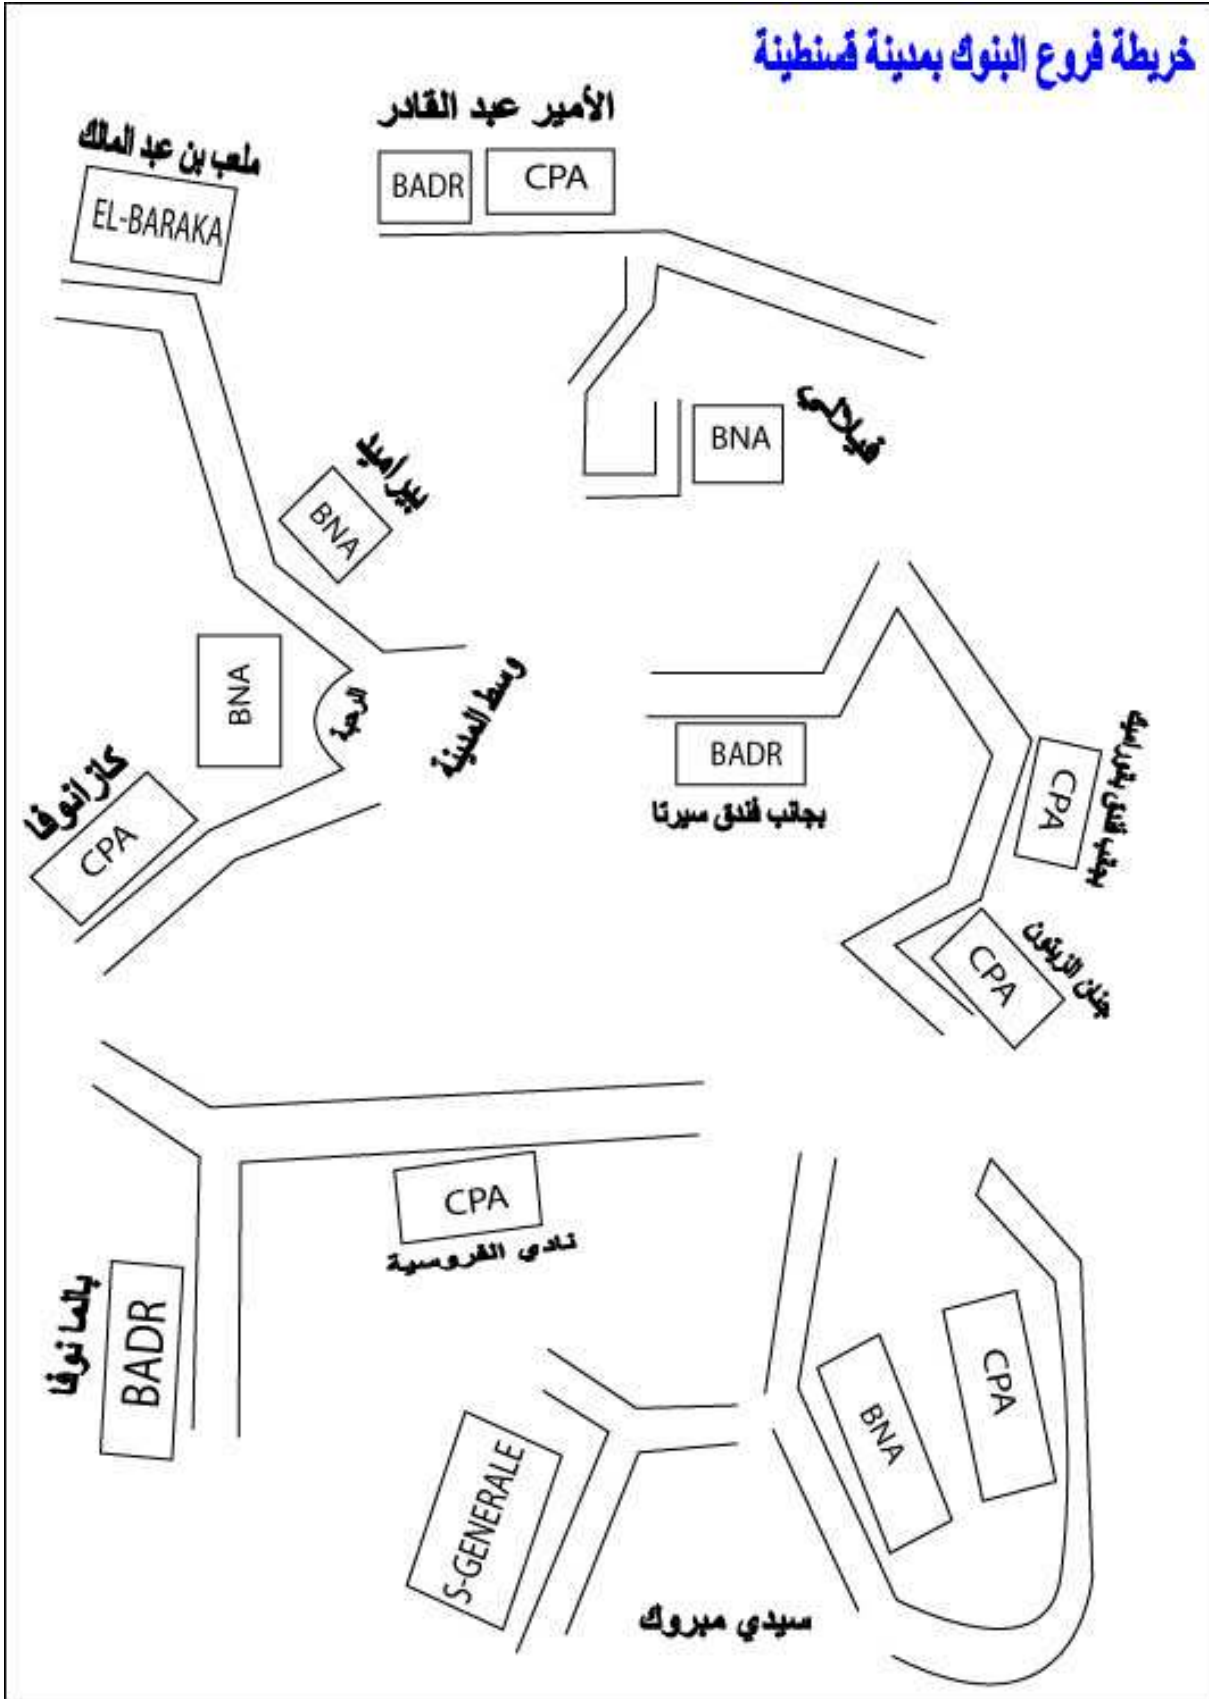 خريطة فروع البنوك بمدينة قسنطينة
الأمير عبد القادر
CPA
BADR
ملعب بن عبد المالك
EL-BARAKA
فيلالي
BNA
بيراميد
BNA
BNA
الرحبة
وسط المدينة
كازانوفا
CPA
BADR
بجانب فندق سيرتا
CPA
CPA
جنان الزيتون
CPA
نادي الفروسية
بالما نوفا
BADR
CPA
BNA
S-GENERALE
سيدي مبروك